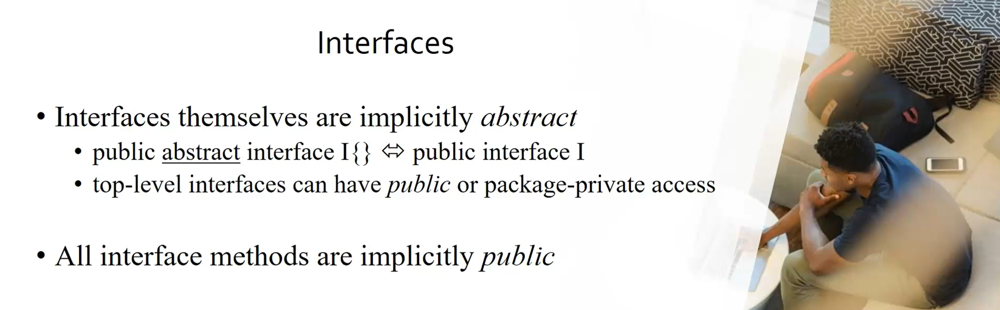 Interfaces
• Interfaces themselves are implicitly abstract
• public abstract interface I{} ⬄ public interface I
• top-level interfaces can have public or package-private access
• All interface methods are implicitly public